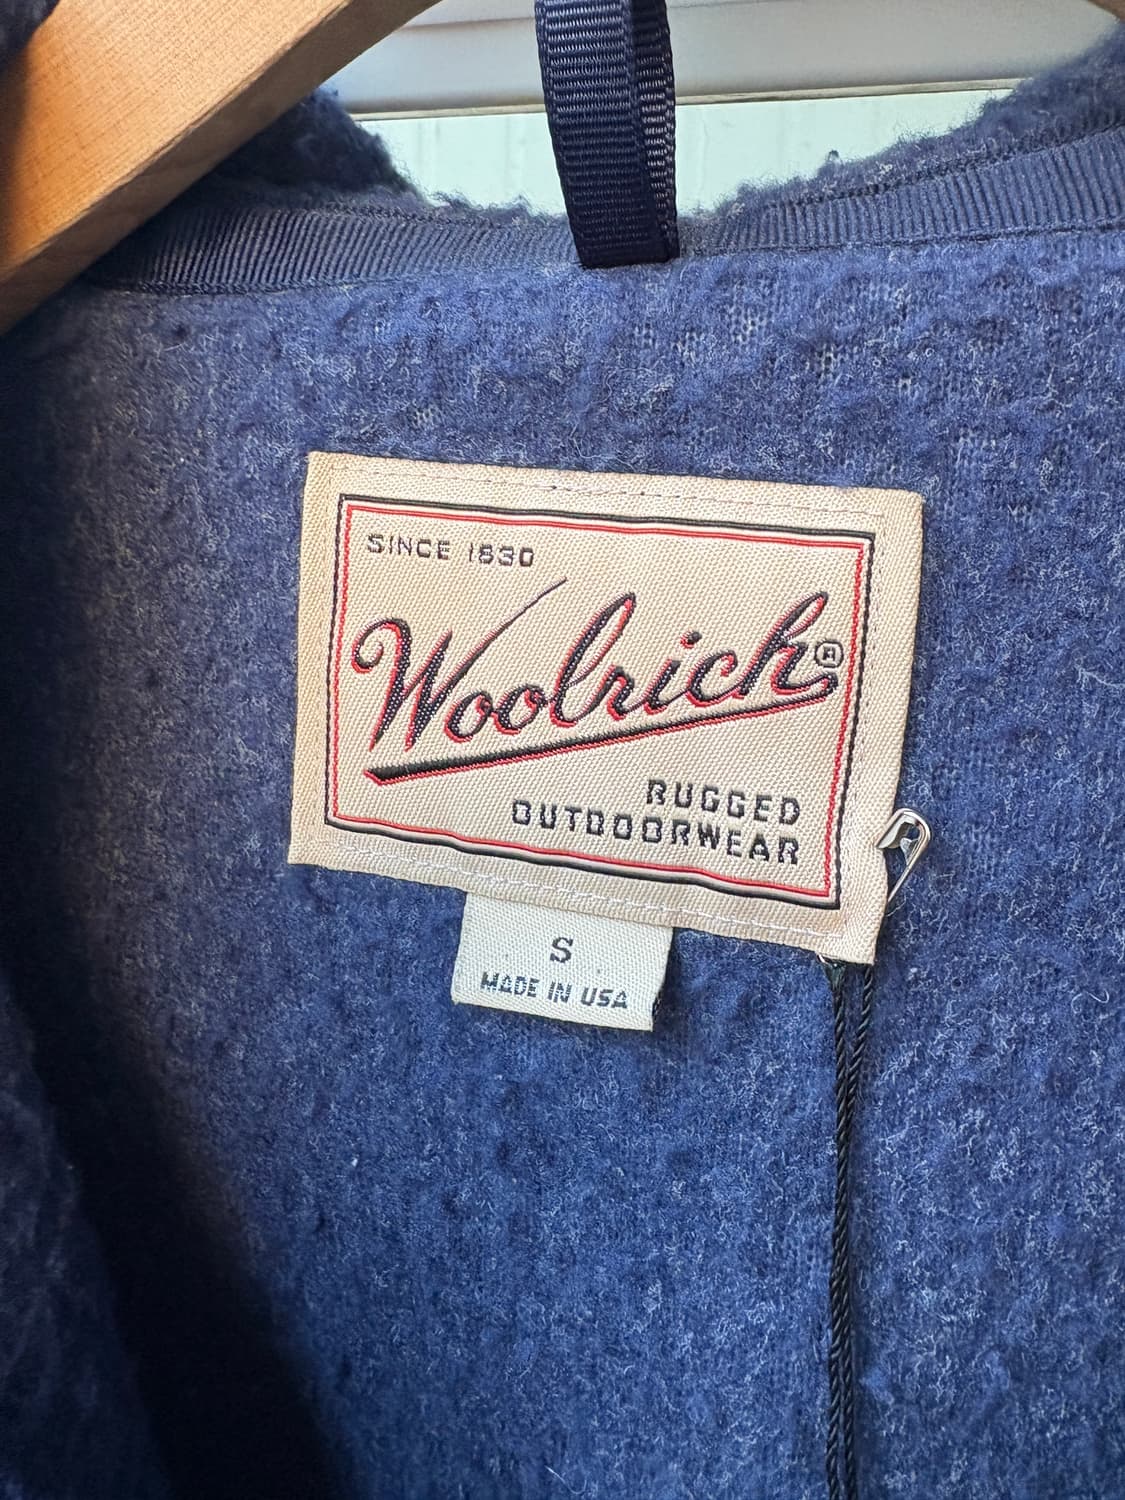 SINCE 1830
Woolrich®
RUGGED
OUTDOORWEAR
S
MADE IN USA